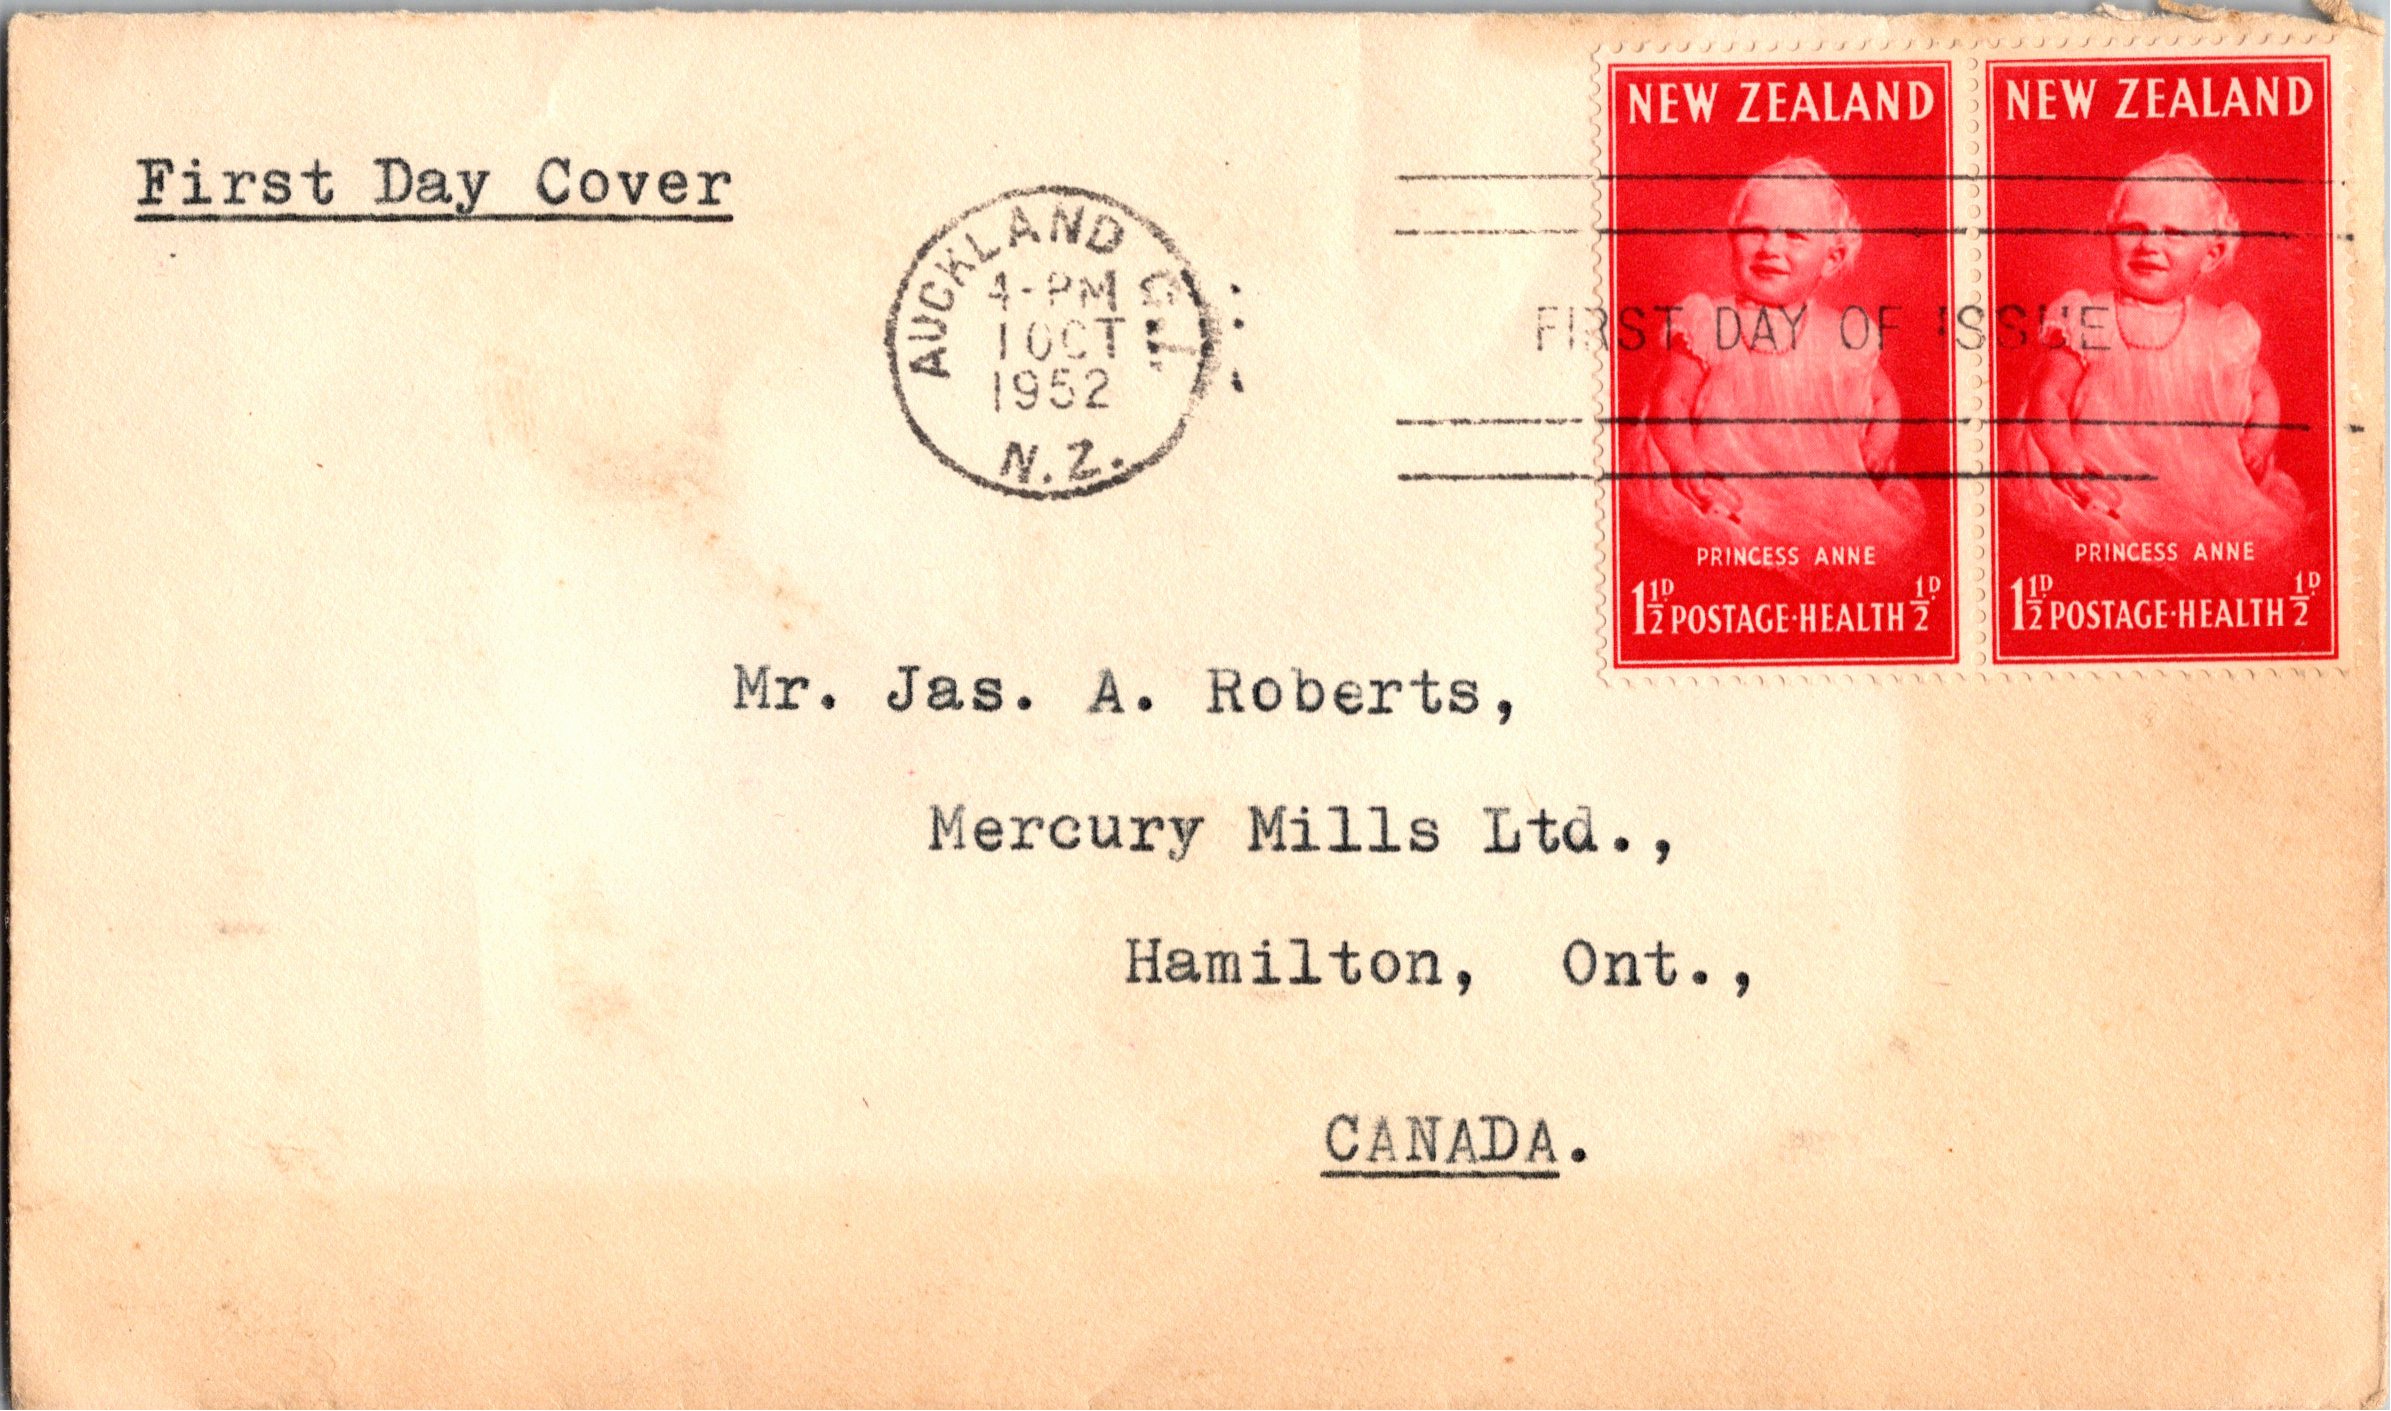 First Day Cover
AUCKLAND
4-PM
1 OCT
1952
N.Z.
FIRST DAY OF ISSUE
NEW ZEALAND
PRINCESS ANNE
1½D POSTAGE·HEALTH ½D.
NEW ZEALAND
PRINCESS ANNE
1½D POSTAGE·HEALTH ½D.
Mr. Jas. A. Roberts,
Mercury Mills Ltd.,
Hamilton, Ont.,
CANADA.